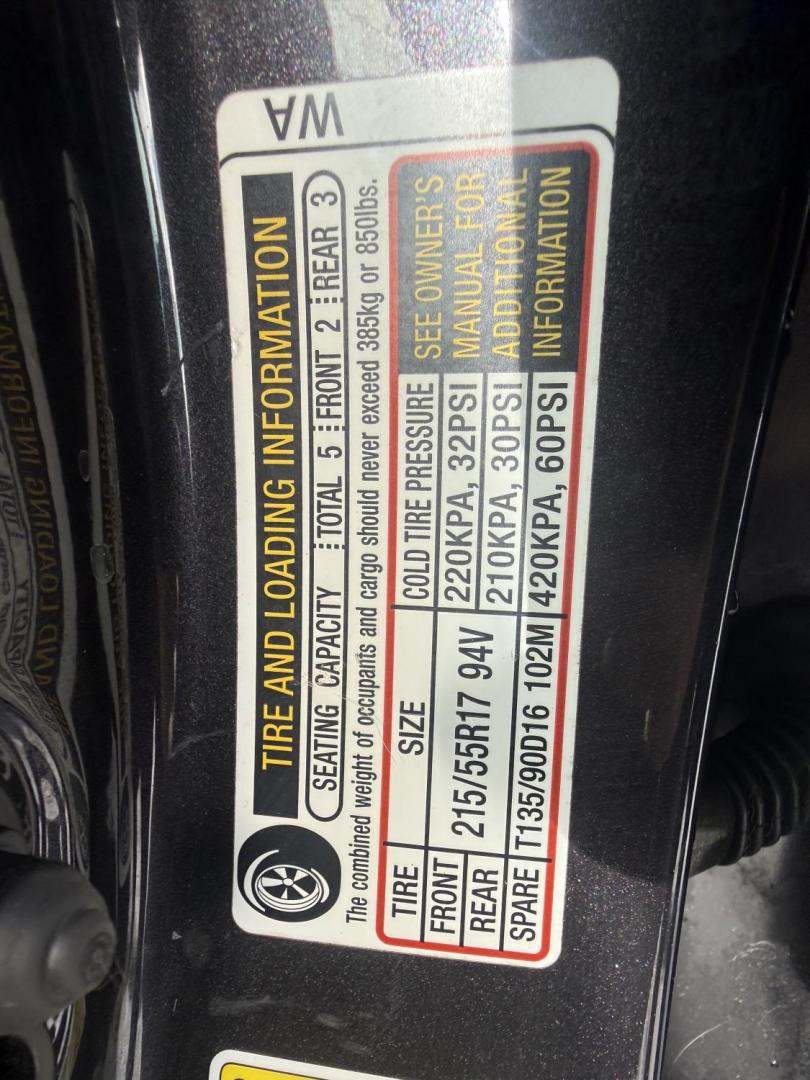 WA
TIRE AND LOADING INFORMATION
SEATING CAPACITY TOTAL 5 FRONT 2 REAR 3
The combined weight of occupants and cargo should never exceed 385kg or 850lbs.
TIRE SIZE COLD TIRE PRESSURE
FRONT 215/55R17 94V 220KPA, 32PSI
REAR 210KPA, 30PSI
SPARE T135/90D16 102M 420KPA, 60PSI
SEE OWNER'S
MANUAL FOR
ADDITIONAL
INFORMATION